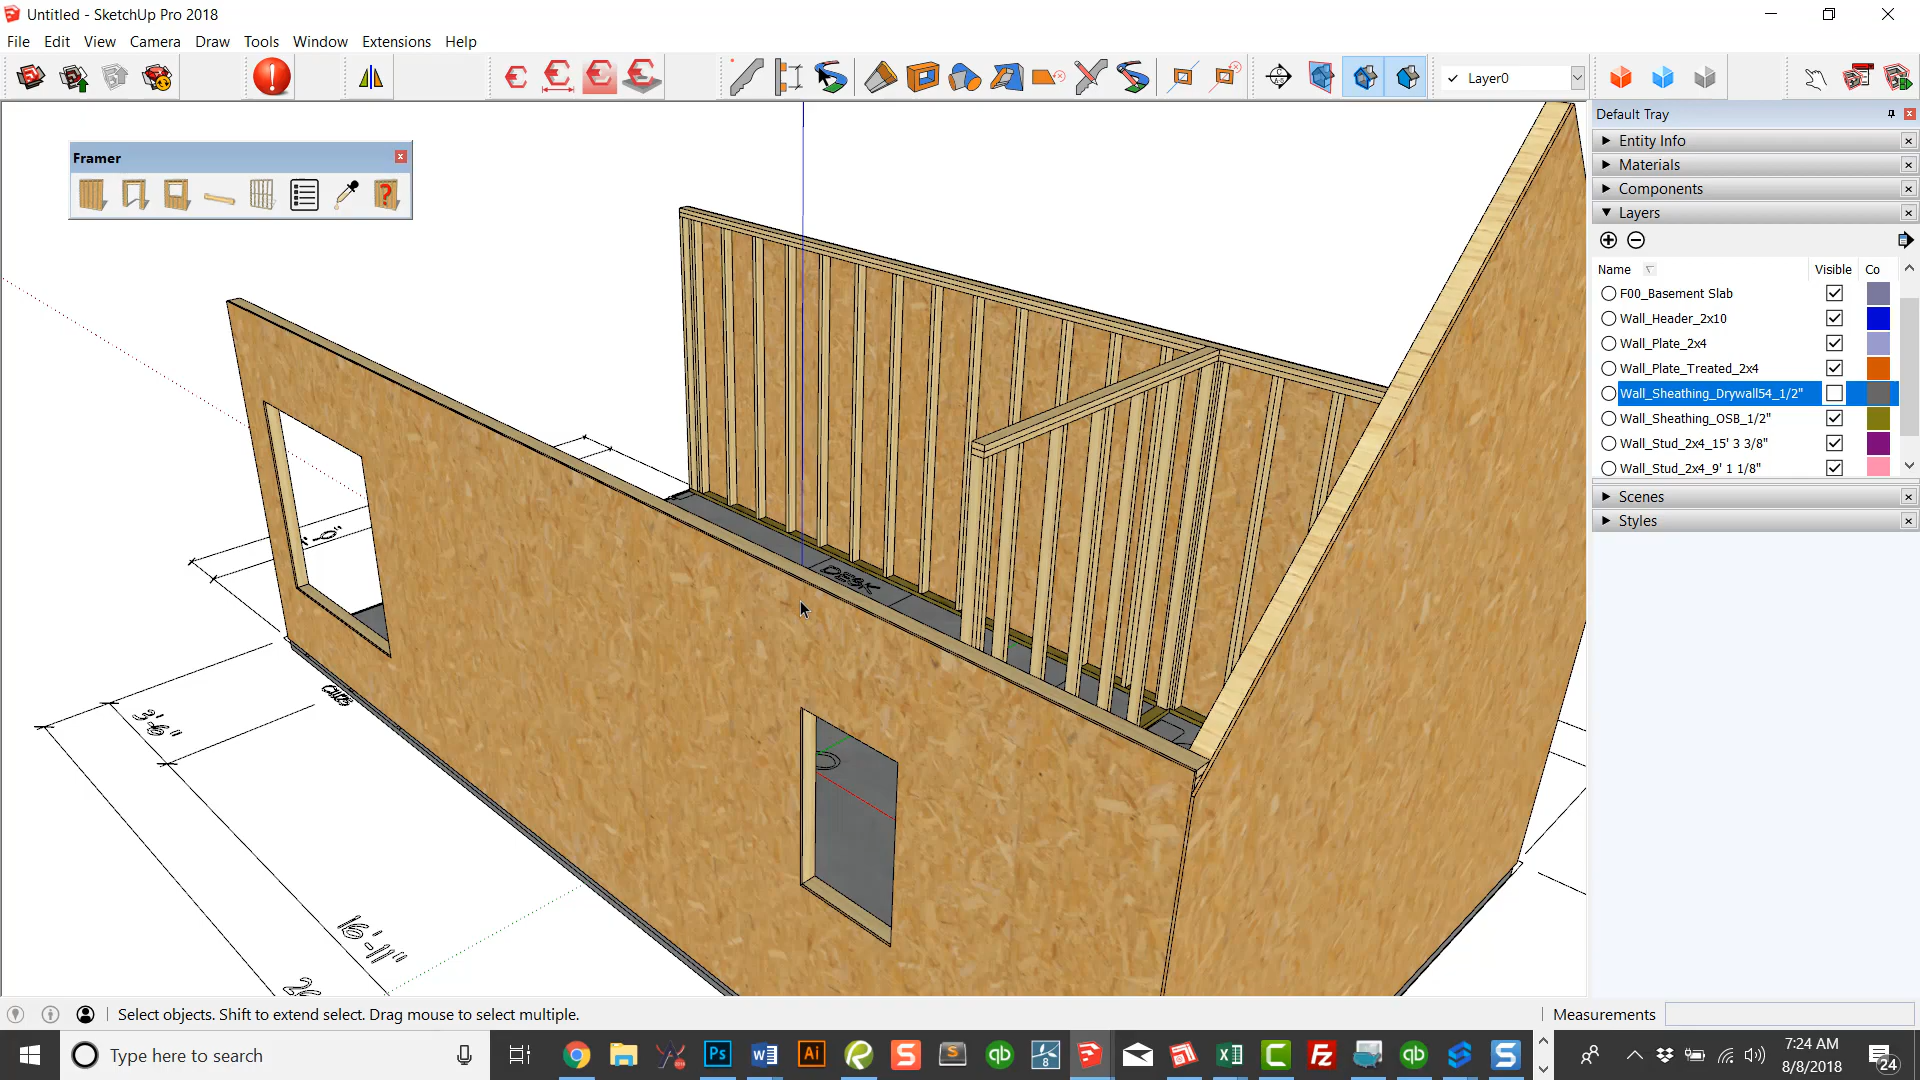 Untitled - SketchUp Pro 2018
File Edit View Camera Draw Tools Window Extensions Help
Layer0
Default Tray
Entity Info
Materials
Components
Layers
Name Visible Co
F00_Basement Slab
Wall_Header_2x10
Wall_Plate_2x4
Wall_Plate_Treated_2x4
Wall_Sheathing_Drywall54_1/2"
Wall_Sheathing_OSB_1/2"
Wall_Stud_2x4_15' 3 3/8"
Wall_Stud_2x4_9' 1 1/8"
Scenes
Styles
Framer
DESK
3'-6"
16'-11"
Select objects. Shift to extend select. Drag mouse to select multiple.
Measurements
Type here to search
7:24 AM
8/8/2018
24